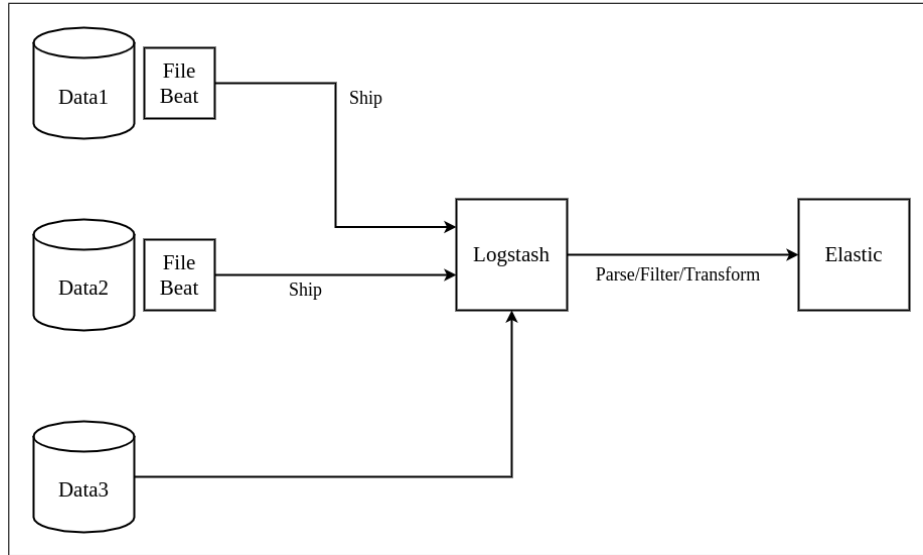 Data1
File
Beat
Ship
Data2
File
Beat
Ship
Logstash
Parse/Filter/Transform
Elastic
Data3